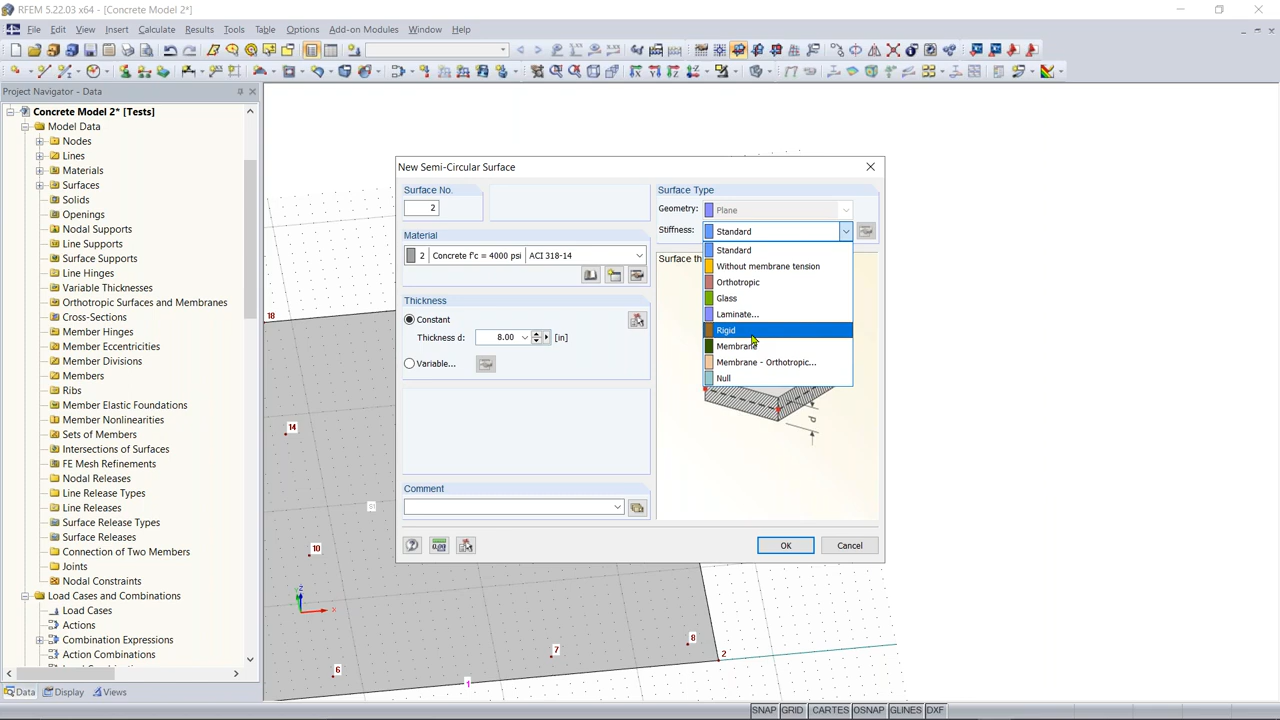 RFEM 5.22.03 x64 - [Concrete Model 2*]
File Edit View Insert Calculate Results Tools Table Options Add-on Modules Window Help
Project Navigator - Data
Concrete Model 2* [Tests]
Model Data
Nodes
Lines
Materials
Surfaces
Solids
Openings
Nodal Supports
Line Supports
Surface Supports
Line Hinges
Variable Thicknesses
Orthotropic Surfaces and Membranes
Cross-Sections
Member Hinges
Member Eccentricities
Member Divisions
Members
Ribs
Member Elastic Foundations
Member Nonlinearities
Sets of Members
Intersections of Surfaces
FE Mesh Refinements
Nodal Releases
Line Release Types
Line Releases
Surface Release Types
Surface Releases
Connection of Two Members
Joints
Nodal Constraints
Load Cases and Combinations
Load Cases
Actions
Combination Expressions
Action Combinations
Data Display Views
New Semi-Circular Surface
Surface No.
2
Material
2 Concrete f'c = 4000 psi ACI 318-14
Thickness
Constant
Thickness d: 8.00 [in]
Variable...
Comment
Surface Type
Geometry: Plane
Stiffness: Standard
Surface th
Standard
Without membrane tension
Orthotropic
Glass
Laminate...
Rigid
Membrane
Membrane - Orthotropic...
Null
d
OK Cancel
18
14
10
6
7
8
2
1
X
Z
SNAP GRID CARTES OSNAP GLINES DXF